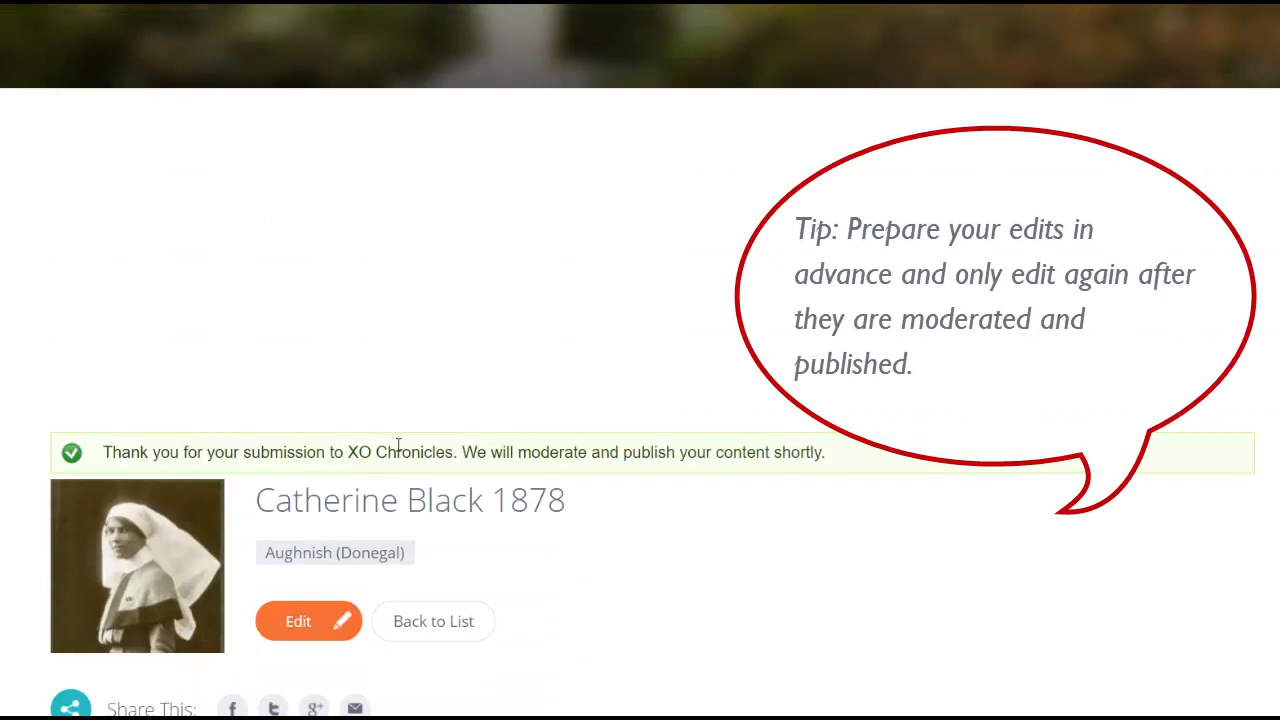 Tip: Prepare your edits in
advance and only edit again after
they are moderated and
published.
Thank you for your submission to XO Chronicles. We will moderate and publish your content shortly.
Catherine Black 1878
Aughnish (Donegal)
Edit
Back to List
Share This:
f
t
g+